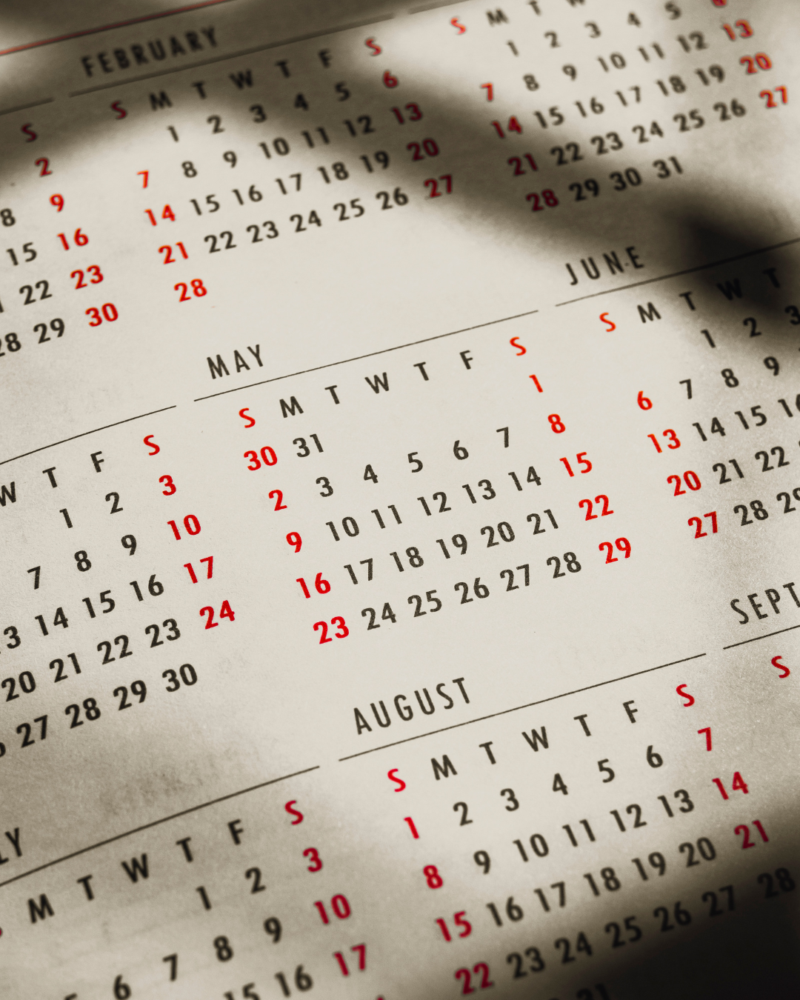 S
2
8 9
15 16
22 23
28 29 30
FEBRUARY
S M T W T F S
1 2 3 4 5 6
7 8 9 10 11 12 13
14 15 16 17 18 19 20
21 22 23 24 25 26 27
28
S M T
1 2 3 4 5
7 8 9 10 11 12 13
14 15 16 17 18 19 20
21 22 23 24 25 26 27
28 29 30 31
W T F S
1 2 3
7 8 9 10
14 15 16 17
20 21 22 23 24
27 28 29 30
MAY
S M T W T F S
30 31 1
2 3 4 5 6 7 8
9 10 11 12 13 14 15
16 17 18 19 20 21 22
23 24 25 26 27 28 29
JUNE
S M T W T
1 2 3
6 7 8 9
13 14 15 16
20 21 22
27 28 29
LY
M T W T F S
1 2 3
6 7 8 9 10
15 16 17
AUGUST
S M T W T F S
1 2 3 4 5 6 7
8 9 10 11 12 13 14
15 16 17 18 19 20 21
22 23 24 25 26 27 28
31
SEPT
S